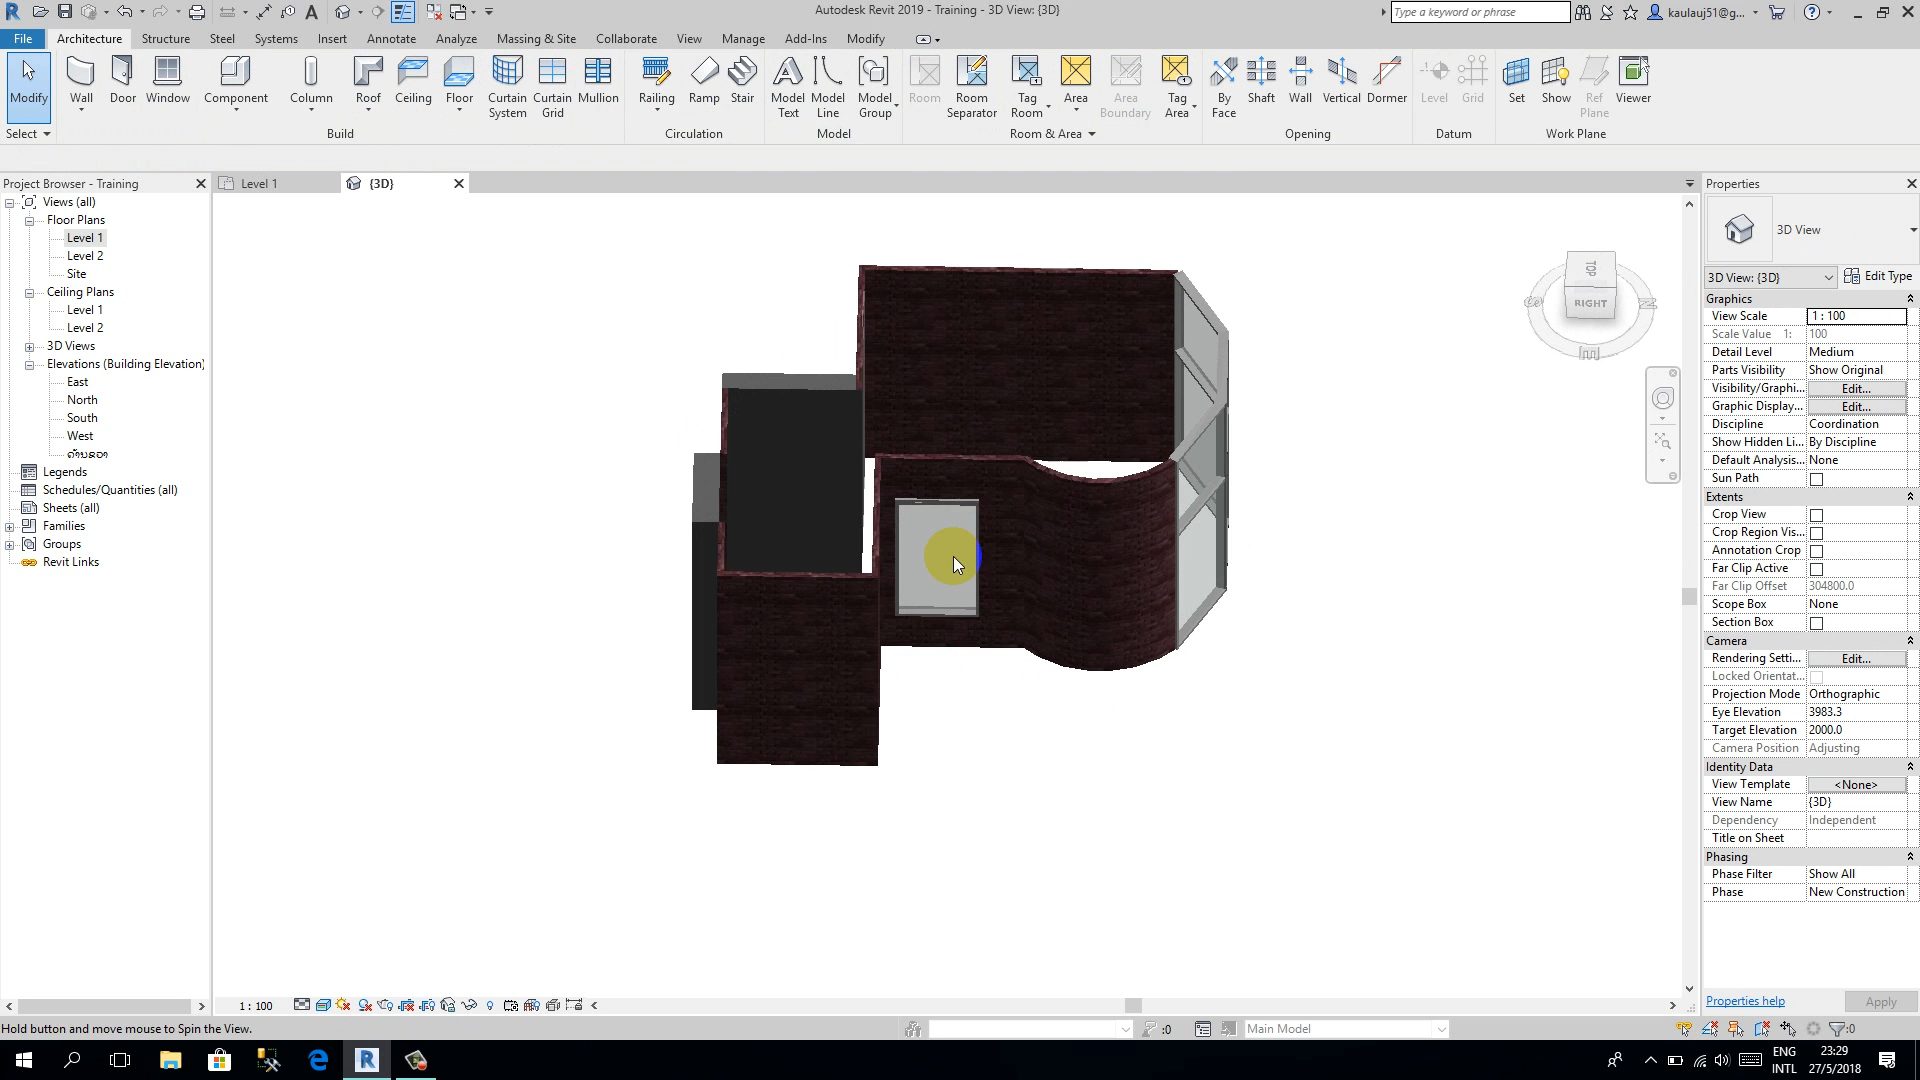 Autodesk Revit 2019 - Training - 3D View: {3D}
Type a keyword or phrase
kaulauj51@g...
File
Architecture
Structure
Steel
Systems
Insert
Annotate
Analyze
Massing & Site
Collaborate
View
Manage
Add-Ins
Modify
Modify
Wall
Door
Window
Component
Column
Roof
Ceiling
Floor
Curtain System
Curtain Grid
Mullion
Railing
Ramp
Stair
Model Text
Model Line
Model Group
Room
Room Separator
Tag Room
Area
Area Boundary
Tag Area
By Face
Shaft
Wall
Vertical
Dormer
Level
Grid
Set
Show
Ref Plane
Viewer
Select
Build
Circulation
Model
Room & Area
Opening
Datum
Work Plane
Project Browser - Training
Level 1
{3D}
Properties
Views (all)
Floor Plans
Level 1
Level 2
Site
Ceiling Plans
Level 1
Level 2
3D Views
Elevations (Building Elevation)
East
North
South
West
Legends
Schedules/Quantities (all)
Sheets (all)
Families
Groups
Revit Links
TOP
RIGHT
3D View
3D View: {3D}
Edit Type
Graphics
View Scale 1 : 100
Scale Value 1: 100
Detail Level Medium
Parts Visibility Show Original
Visibility/Graphi... Edit...
Graphic Display... Edit...
Discipline Coordination
Show Hidden Li... By Discipline
Default Analysis... None
Sun Path
Extents
Crop View
Crop Region Vis...
Annotation Crop
Far Clip Active
Far Clip Offset 304800.0
Scope Box None
Section Box
Camera
Rendering Setti... Edit...
Locked Orientat...
Projection Mode Orthographic
Eye Elevation 3983.3
Target Elevation 2000.0
Camera Position Adjusting
Identity Data
View Template <None>
View Name {3D}
Dependency Independent
Title on Sheet
Phasing
Phase Filter Show All
Phase New Construction
Properties help
Apply
1 : 100
Hold button and move mouse to Spin the View.
:0
Main Model
:0
ENG
INTL
23:29
27/5/2018